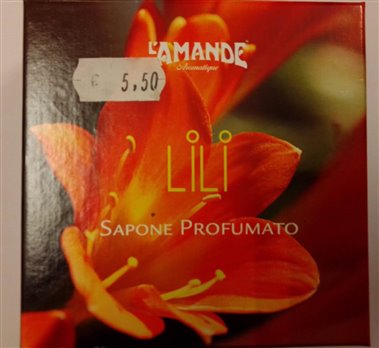 L'AMANDE
Aromatique
€ 5,50
LiLi
SAPONE PROFUMATO